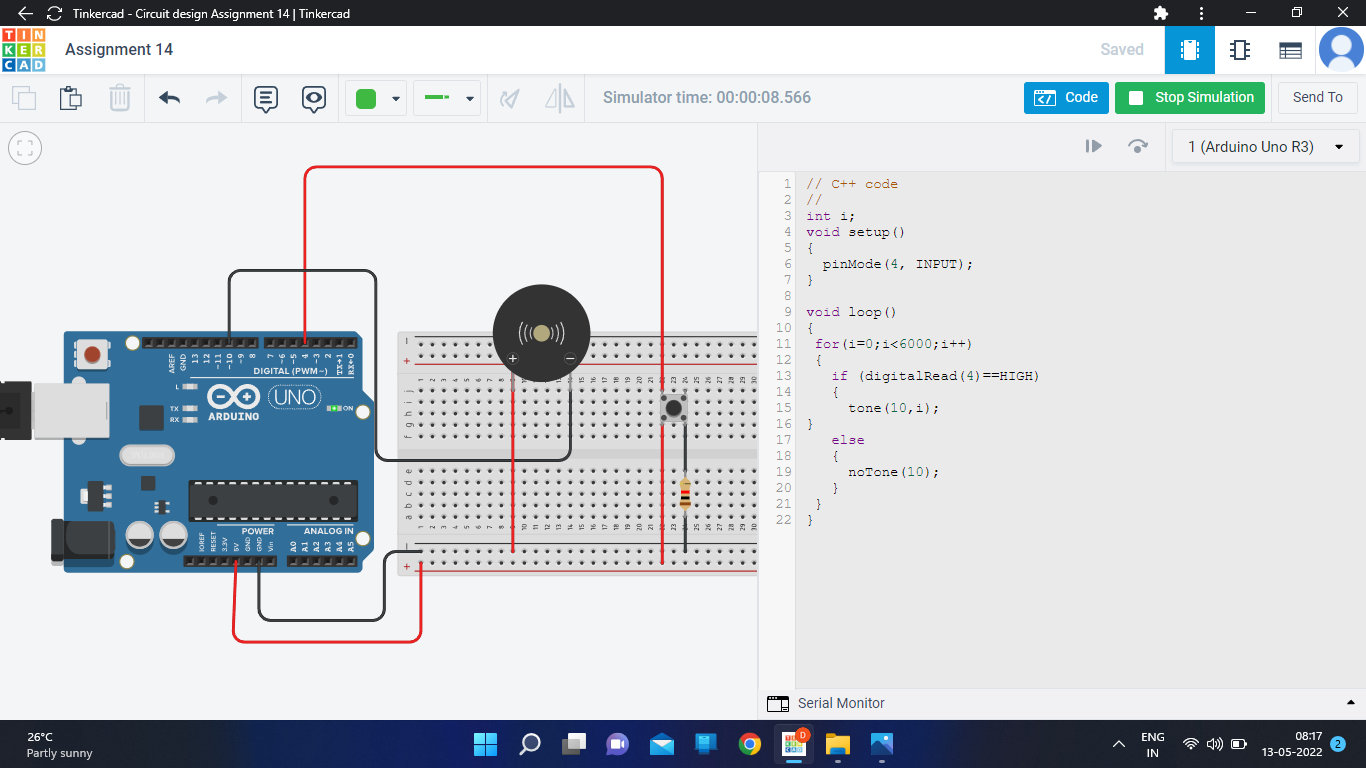 Tinkercad - Circuit design Assignment 14 | Tinkercad
TIN
KER
CAD
Assignment 14
Saved
Simulator time: 00:00:08.566
Code
Stop Simulation
Send To
1 (Arduino Uno R3)
1 // C++ code
2 //
3 int i;
4 void setup()
5 {
6   pinMode(4, INPUT);
7 }
8
9 void loop()
10 {
11  for(i=0;i<6000;i++)
12  {
13    if (digitalRead(4)==HIGH)
14    {
15      tone(10,i);
16 }
17    else
18    {
19      noTone(10);
20    }
21  }
22 }
AREF
GND
13
12
~11
~10
~9
8
7
~6
~5
4
~3
2
TX→1
RX←0
DIGITAL (PWM~)
L
TX
RX
ARDUINO
UNO
ON
POWER
ANALOG IN
IOREF
RESET
3.3V
5V
GND
GND
Vin
A0
A1
A2
A3
A4
A5
Serial Monitor
26°C
Partly sunny
TIN
KER
CAD
D
ENG
IN
08:17
13-05-2022
2